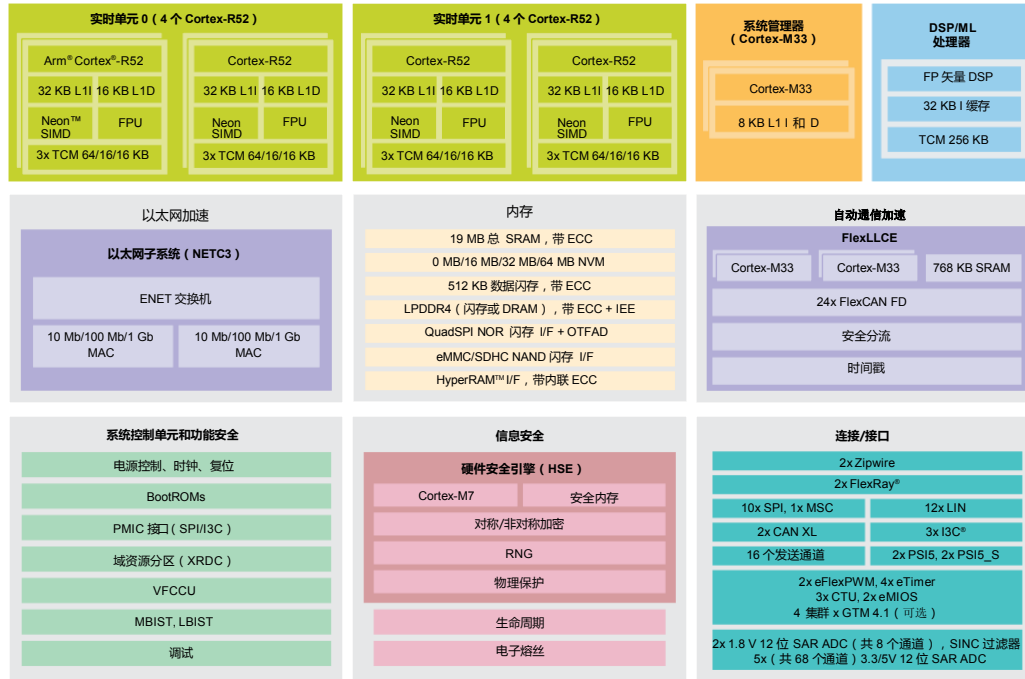 实时单元 0（4 个 Cortex-R52）
Arm® Cortex®-R52
32 KB L1I 16 KB L1D
Neon™ SIMD
FPU
3x TCM 64/16/16 KB
Cortex-R52
32 KB L1I 16 KB L1D
Neon SIMD
FPU
3x TCM 64/16/16 KB
实时单元 1（4 个 Cortex-R52）
Cortex-R52
32 KB L1I 16 KB L1D
Neon SIMD
FPU
3x TCM 64/16/16 KB
Cortex-R52
32 KB L1I 16 KB L1D
Neon SIMD
FPU
3x TCM 64/16/16 KB
系统管理器
（Cortex-M33）
Cortex-M33
8 KB L1 I 和 D
DSP/ML
处理器
FP 矢量 DSP
32 KB I 缓存
TCM 256 KB
以太网加速
以太网子系统（NETC3）
ENET 交换机
10 Mb/100 Mb/1 Gb
MAC
10 Mb/100 Mb/1 Gb
MAC
内存
19 MB 总 SRAM，带 ECC
0 MB/16 MB/32 MB/64 MB NVM
512 KB 数据闪存，带 ECC
LPDDR4（闪存或 DRAM），带 ECC + IEE
QuadSPI NOR 闪存 I/F + OTFAD
eMMC/SDHC NAND 闪存 I/F
HyperRAM™ I/F，带内联 ECC
自动通信加速
FlexLLCE
Cortex-M33
Cortex-M33
768 KB SRAM
24x FlexCAN FD
安全分流
时间戳
系统控制单元和功能安全
电源控制、时钟、复位
BootROMs
PMIC 接口（SPI/I3C）
域资源分区（XRDC）
VFCCU
MBIST, LBIST
调试
信息安全
硬件安全引擎（HSE）
Cortex-M7
安全内存
对称/非对称加密
RNG
物理保护
生命周期
电子熔丝
连接/接口
2x Zipwire
2x FlexRay®
10x SPI, 1x MSC
12x LIN
2x CAN XL
3x I3C®
16 个发送通道
2x PSI5, 2x PSI5_S
2x eFlexPWM, 4x eTimer
3x CTU, 2x eMIOS
4 集群 x GTM 4.1（可选）
2x 1.8 V 12 位 SAR ADC（共 8 个通道），SINC 过滤器
5x（共 68 个通道）3.3/5V 12 位 SAR ADC